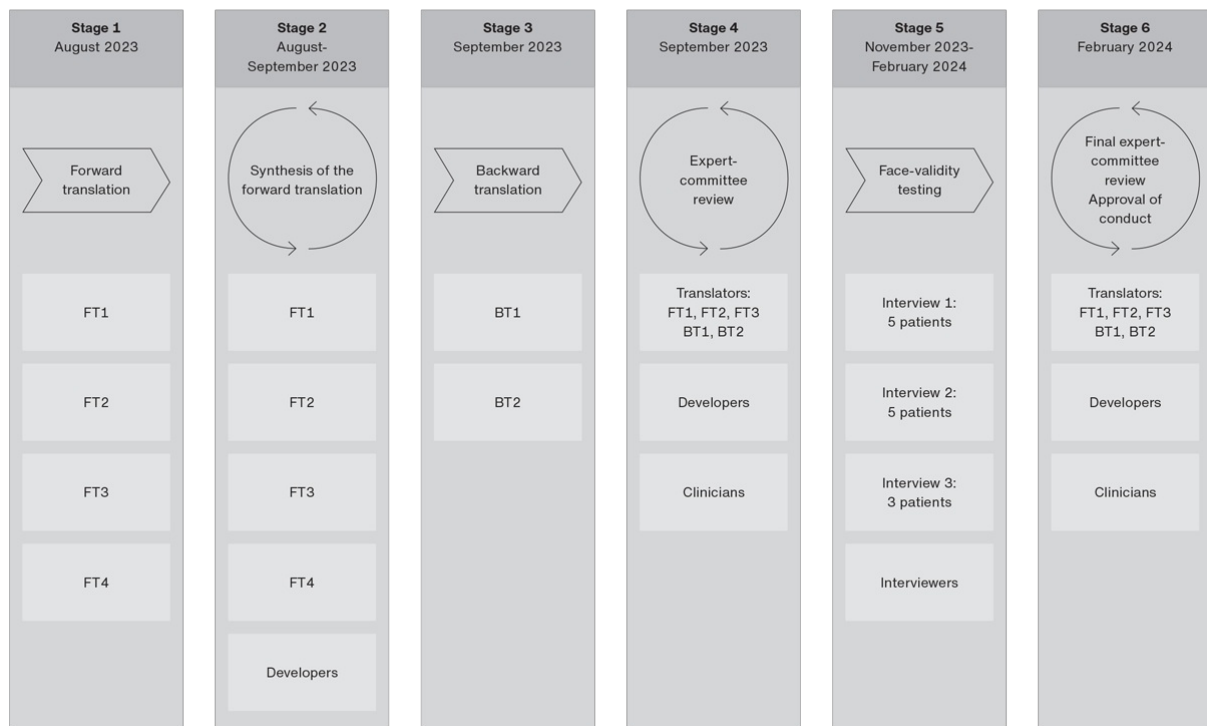 Stage 1
August 2023
Forward
translation
FT1
FT2
FT3
FT4
Stage 2
August-
September 2023
Synthesis of the
forward translation
FT1
FT2
FT3
FT4
Developers
Stage 3
September 2023
Backward
translation
BT1
BT2
Stage 4
September 2023
Expert-
committee
review
Translators:
FT1, FT2, FT3
BT1, BT2
Developers
Clinicians
Stage 5
November 2023-
February 2024
Face-validity
testing
Interview 1:
5 patients
Interview 2:
5 patients
Interview 3:
3 patients
Interviewers
Stage 6
February 2024
Final expert-
committee
review
Approval of
conduct
Translators:
FT1, FT2, FT3
BT1, BT2
Developers
Clinicians